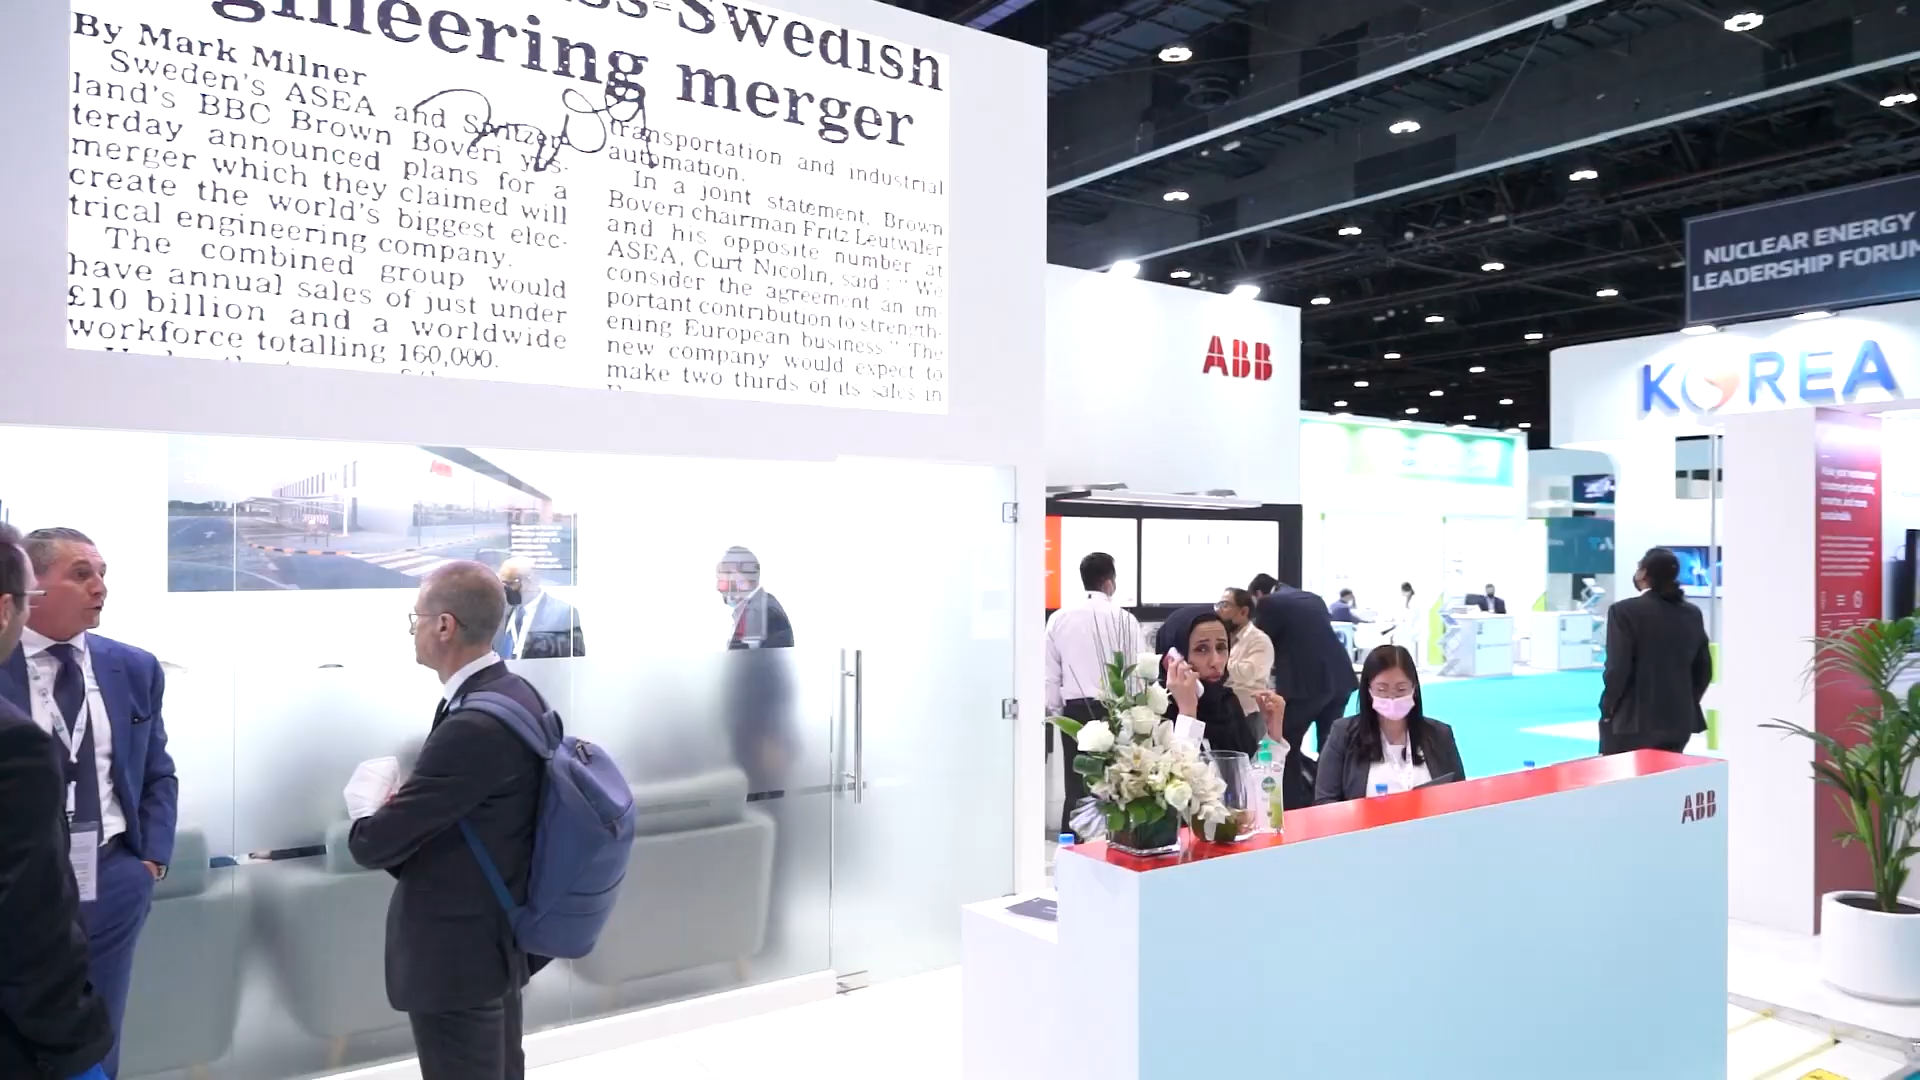 ss-Swedish
gineering merger
By Mark Milner
Sweden's ASEA and Switzer-
land's BBC Brown Boveri yes-
terday announced plans for a
merger which they claimed will
create the world's biggest elec-
trical engineering company.
The combined group would
have annual sales of just under
£10 billion and a worldwide
workforce totalling 160,000.
transportation and industrial
automation.
In a joint statement, Brown
Boveri chairman Fritz Leutwiler
and his opposite number at
ASEA, Curt Nicolin, said: "We
consider the agreement an im-
portant contribution to strength-
ening European business." The
new company would expect to
make two thirds of its sales in
ABB
ABB
NUCLEAR ENERGY
LEADERSHIP FORUM
KOREA
ABB